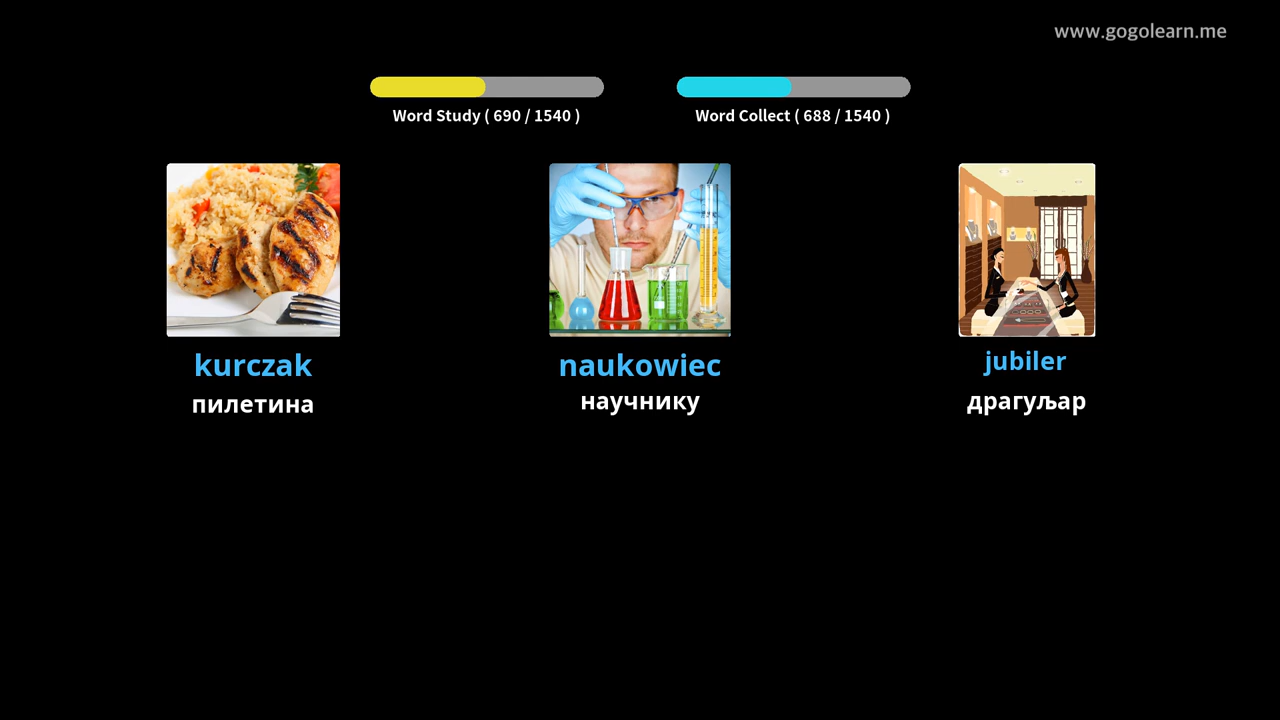 www.gogolearn.me
Word Study ( 690 / 1540 )
Word Collect ( 688 / 1540 )
kurczak
naukowiec
jubiler
пилетина
научнику
драгуљар